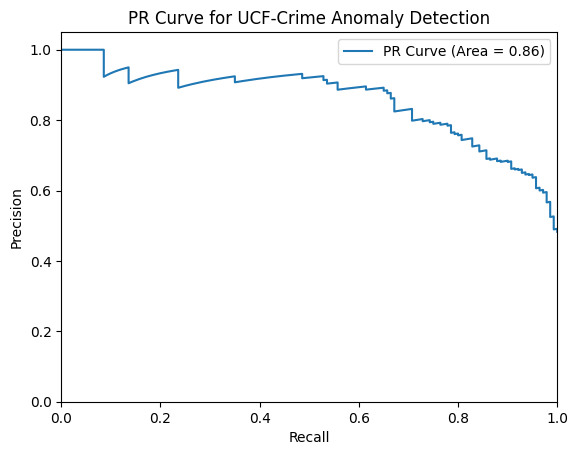 PR Curve for UCF-Crime Anomaly Detection
PR Curve (Area = 0.86)
Precision
1.0
0.8
0.6
0.4
0.2
0.0
0.0 0.2 0.4 0.6 0.8 1.0
Recall